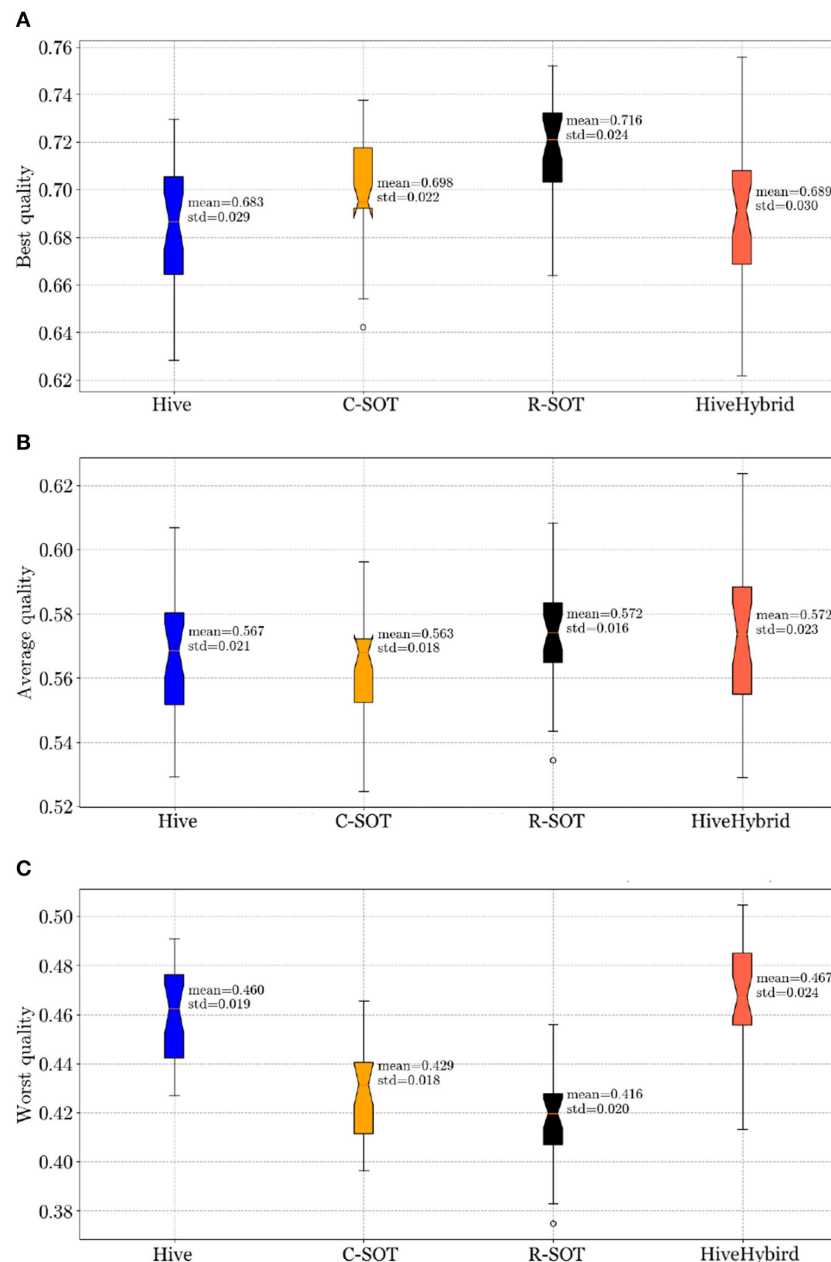 A
Best quality
0.76
0.74
0.72
0.70
0.68
0.66
0.64
0.62
mean=0.683
std=0.029
mean=0.698
std=0.022
mean=0.716
std=0.024
mean=0.689
std=0.030
Hive C-SOT R-SOT HiveHybrid
B
Average quality
0.62
0.60
0.58
0.56
0.54
0.52
mean=0.567
std=0.021
mean=0.563
std=0.018
mean=0.572
std=0.016
mean=0.572
std=0.023
Hive C-SOT R-SOT HiveHybrid
C
Worst quality
0.50
0.48
0.46
0.44
0.42
0.40
0.38
mean=0.460
std=0.019
mean=0.429
std=0.018
mean=0.416
std=0.020
mean=0.467
std=0.024
Hive C-SOT R-SOT HiveHybird